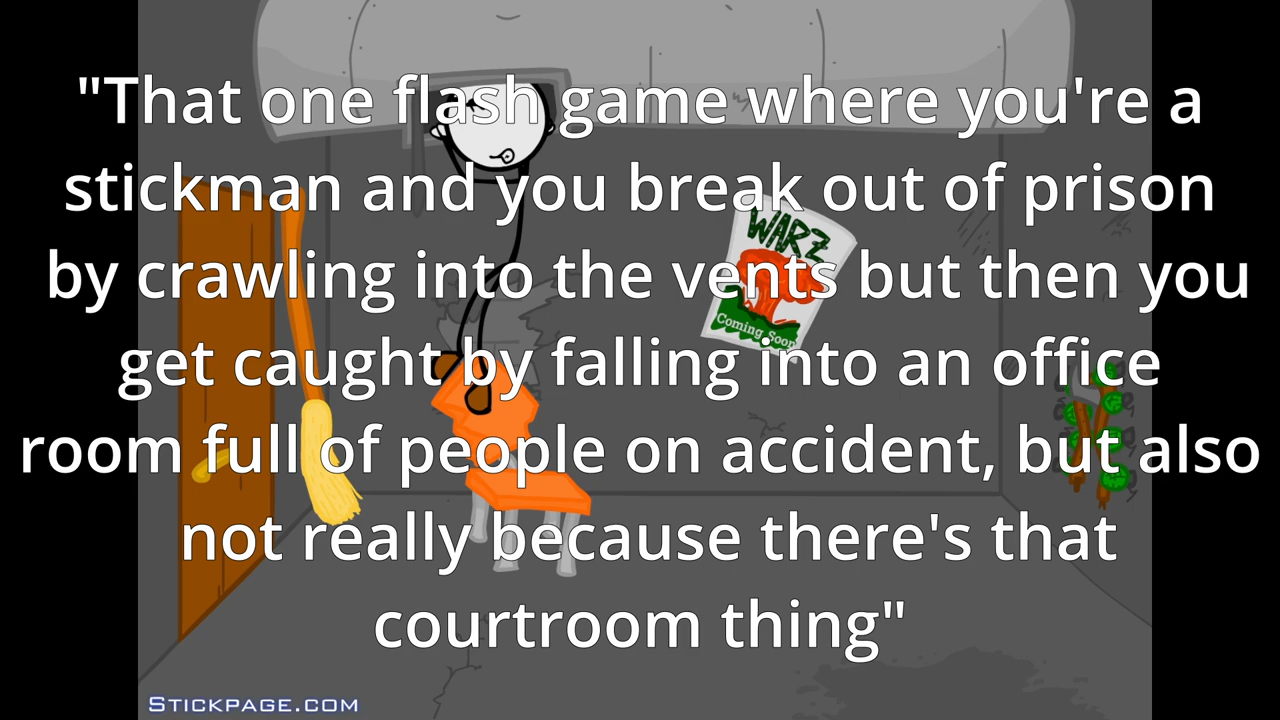 "That one flash game where you're a
stickman and you break out of prison
by crawling into the vents but then you
get caught by falling into an office
room full of people on accident, but also
not really because there's that
courtroom thing"
WARZ
Coming Soon
STICKPAGE.COM